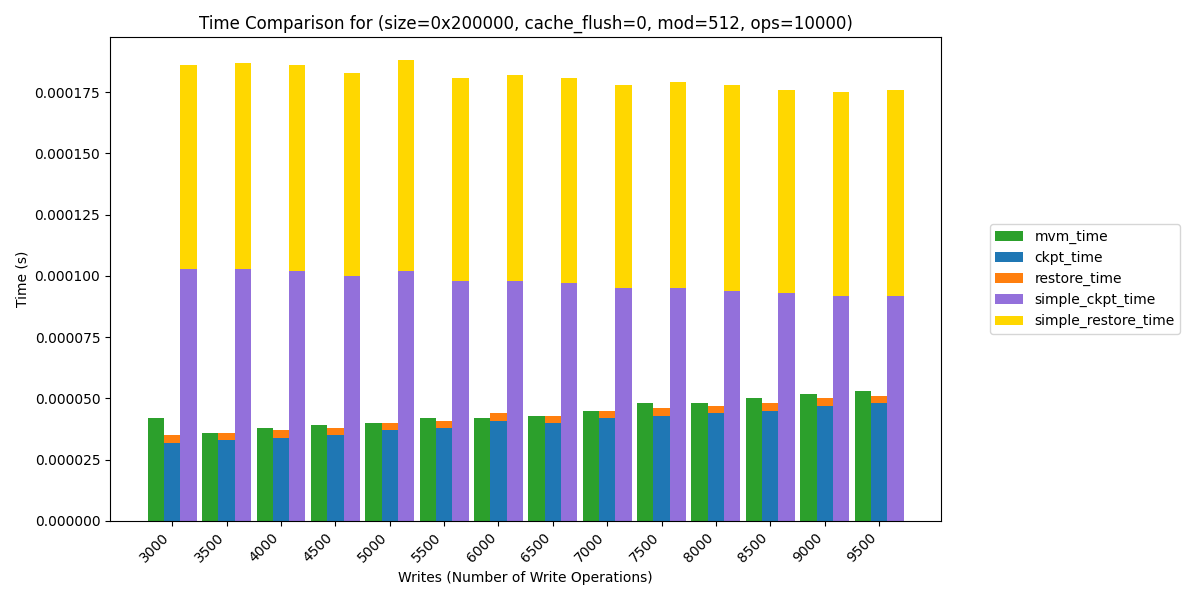 Time Comparison for (size=0x200000, cache_flush=0, mod=512, ops=10000)
Time (s)
0.000175
0.000150
0.000125
0.000100
0.000075
0.000050
0.000025
0.000000
3000 3500 4000 4500 5000 5500 6000 6500 7000 7500 8000 8500 9000 9500
Writes (Number of Write Operations)
mvm_time
ckpt_time
restore_time
simple_ckpt_time
simple_restore_time